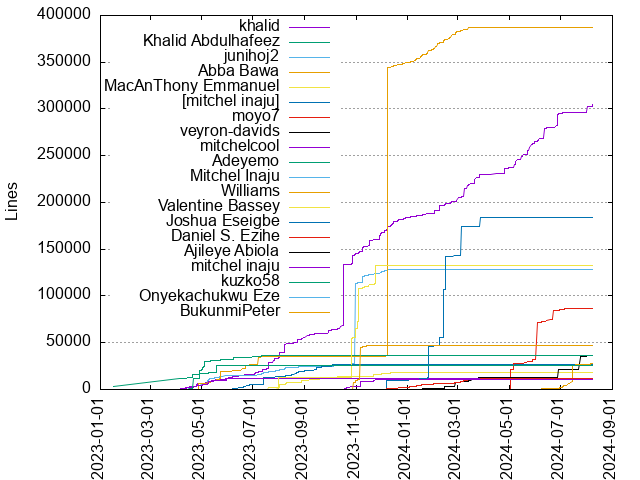 400000
350000
300000
250000
200000
150000
100000
50000
0
Lines
khalid
Khalid Abdulhafeez
junihoj2
Abba Bawa
MacAnThony Emmanuel
[mitchel inaju]
moyo7
veyron-davids
mitchelcool
Adeyemo
Mitchel Inaju
Williams
Valentine Bassey
Joshua Eseigbe
Daniel S. Ezihe
Ajileye Abiola
mitchel inaju
kuzko58
Onyekachukwu Eze
BukunmiPeter
2023-01-01
2023-03-01
2023-05-01
2023-07-01
2023-09-01
2023-11-01
2024-01-01
2024-03-01
2024-05-01
2024-07-01
2024-09-01